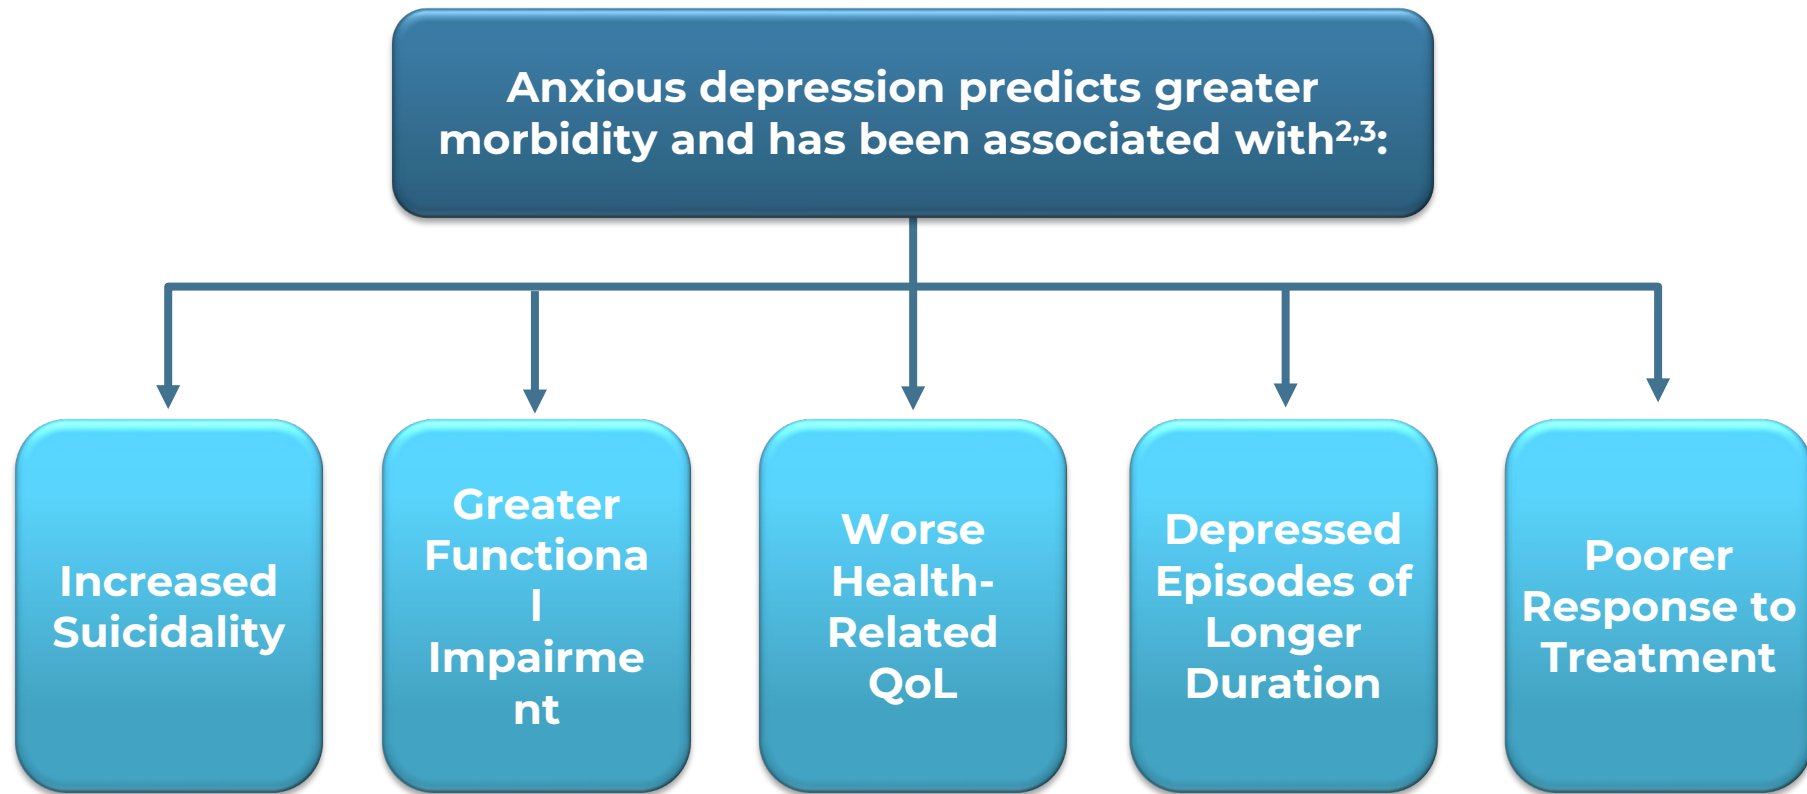 Anxious depression predicts greater
morbidity and has been associated with2,3:
Increased
Suicidality
Greater
Functiona
l
Impairme
nt
Worse
Health-
Related
QoL
Depressed
Episodes of
Longer
Duration
Poorer
Response to
Treatment